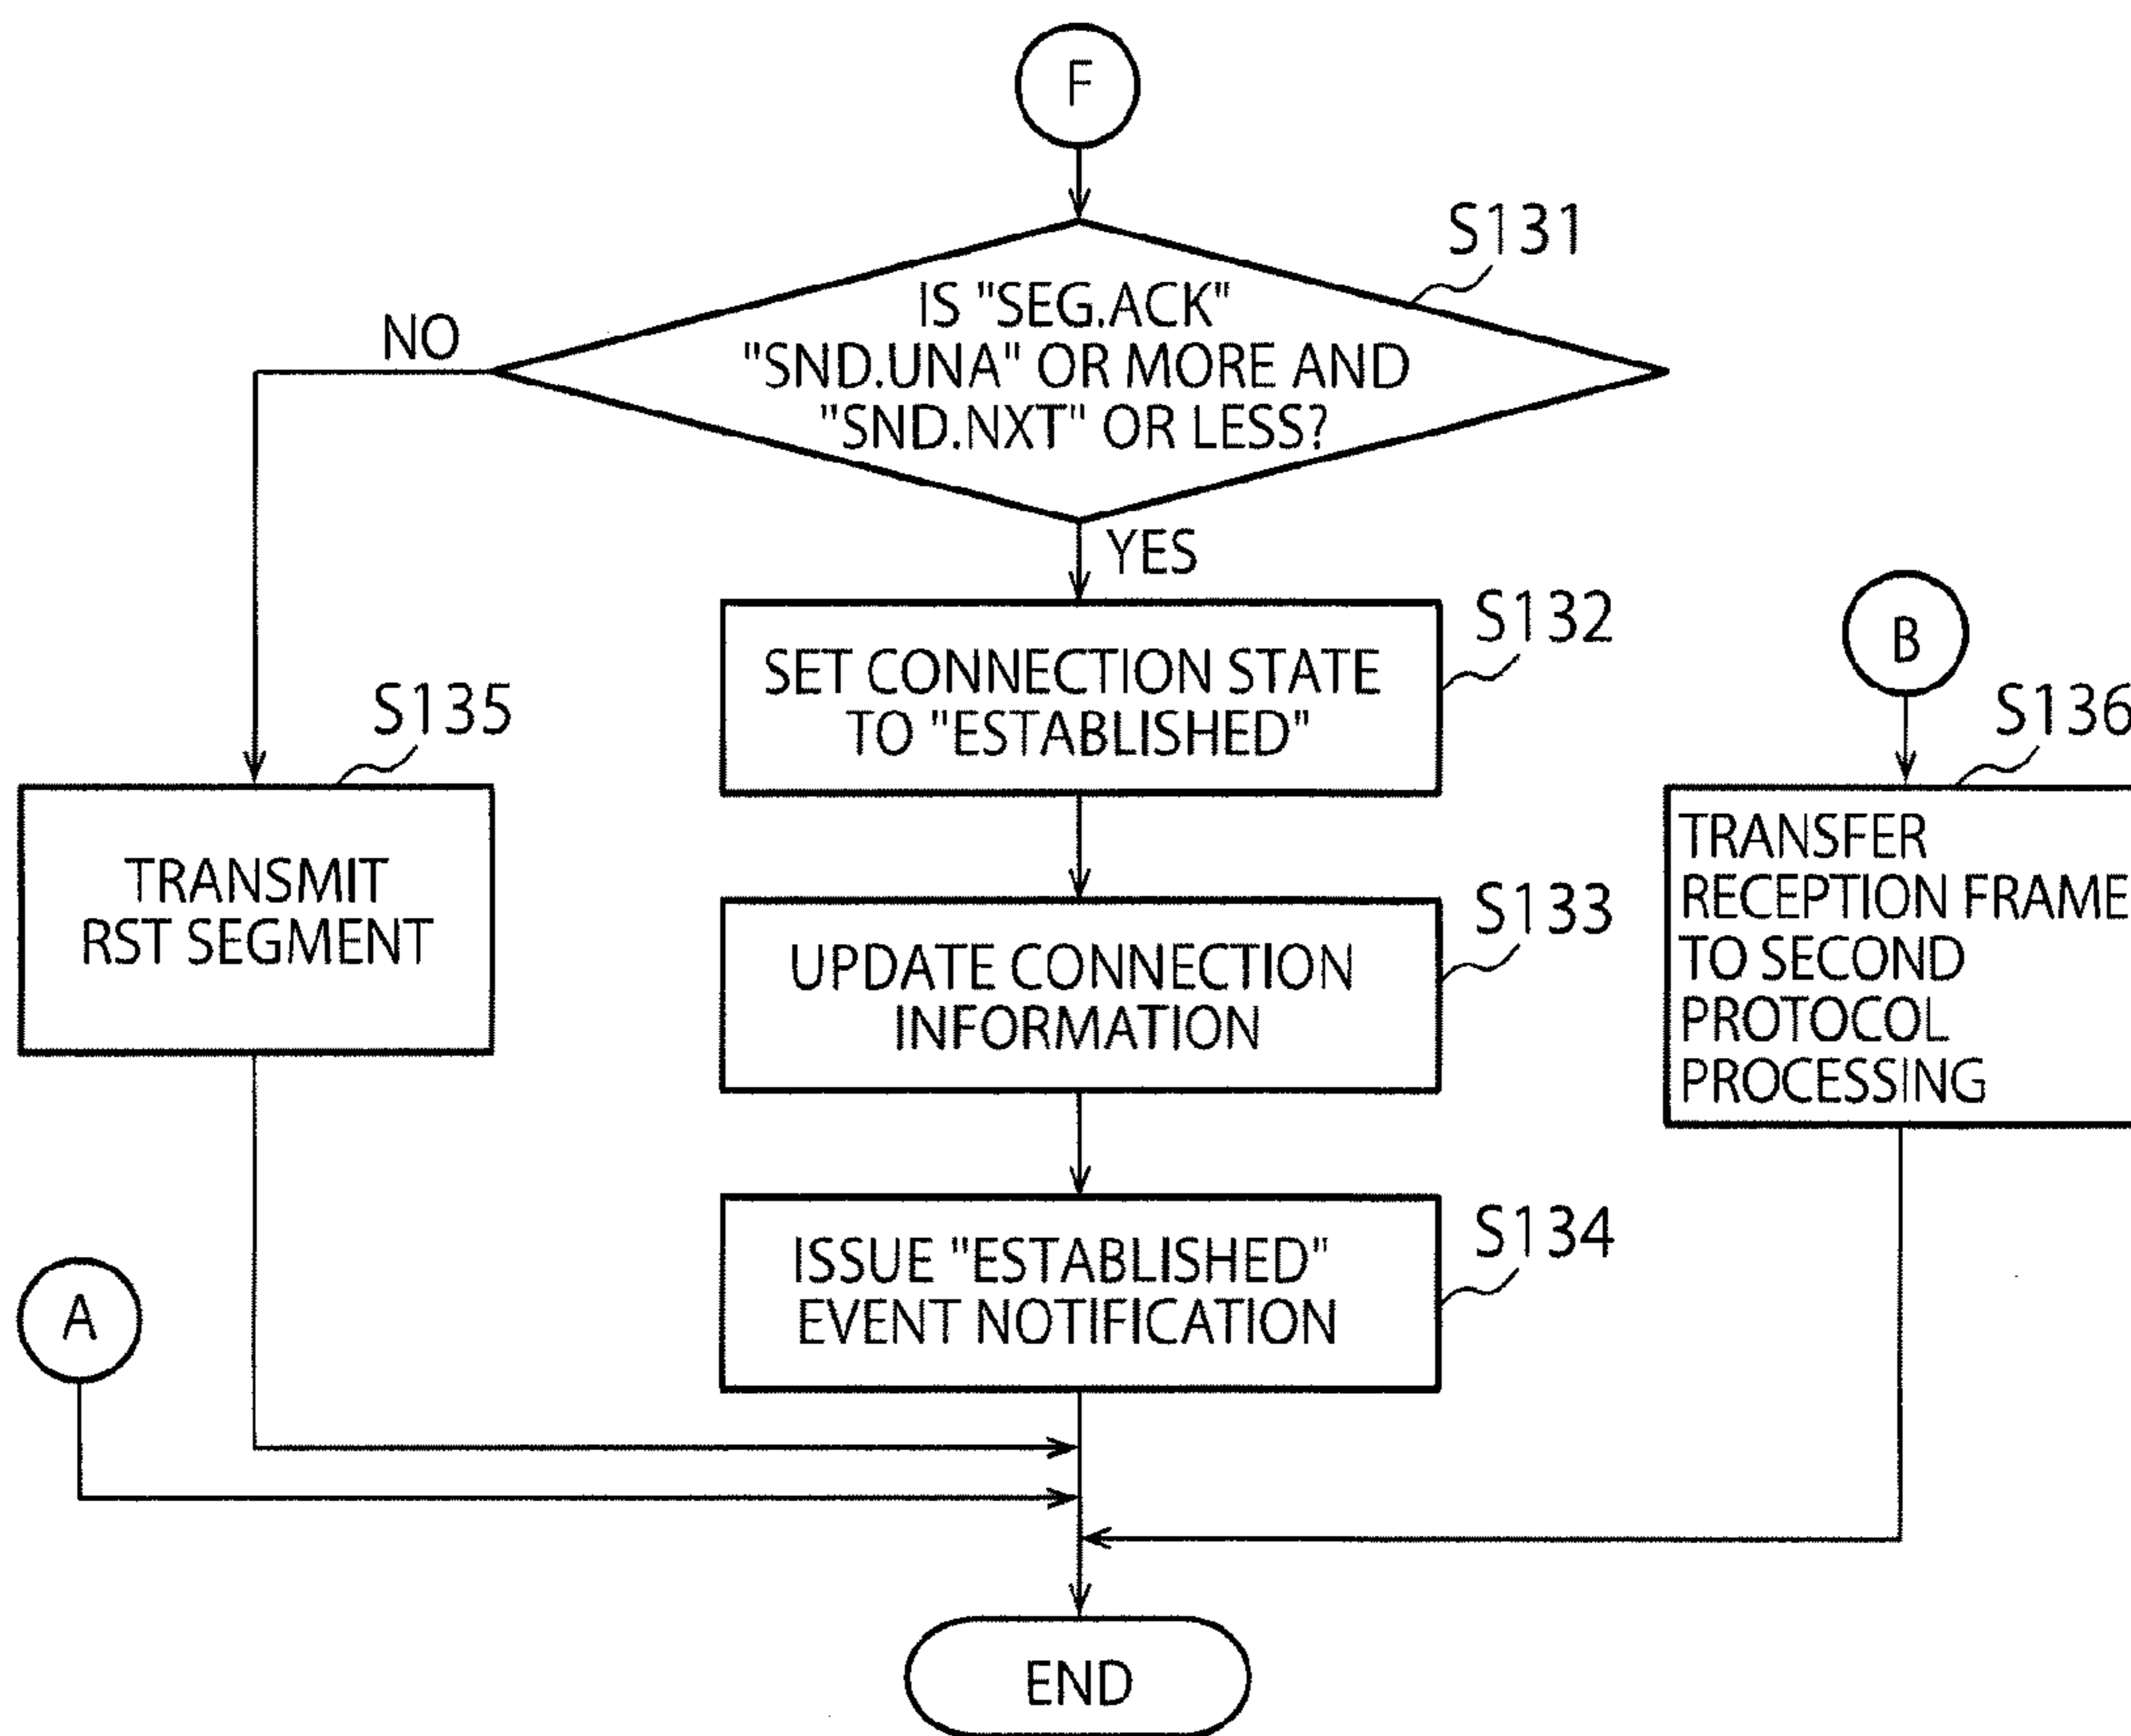 F
S131
IS "SEG.ACK"
"SND.UNA" OR MORE AND
"SND.NXT" OR LESS?
NO
YES
S132
SET CONNECTION STATE
TO "ESTABLISHED"
B
S135
TRANSMIT
RST SEGMENT
S136
TRANSFER
RECEPTION FRAME
TO SECOND
PROTOCOL
PROCESSING
S133
UPDATE CONNECTION
INFORMATION
S134
ISSUE "ESTABLISHED"
EVENT NOTIFICATION
A
END